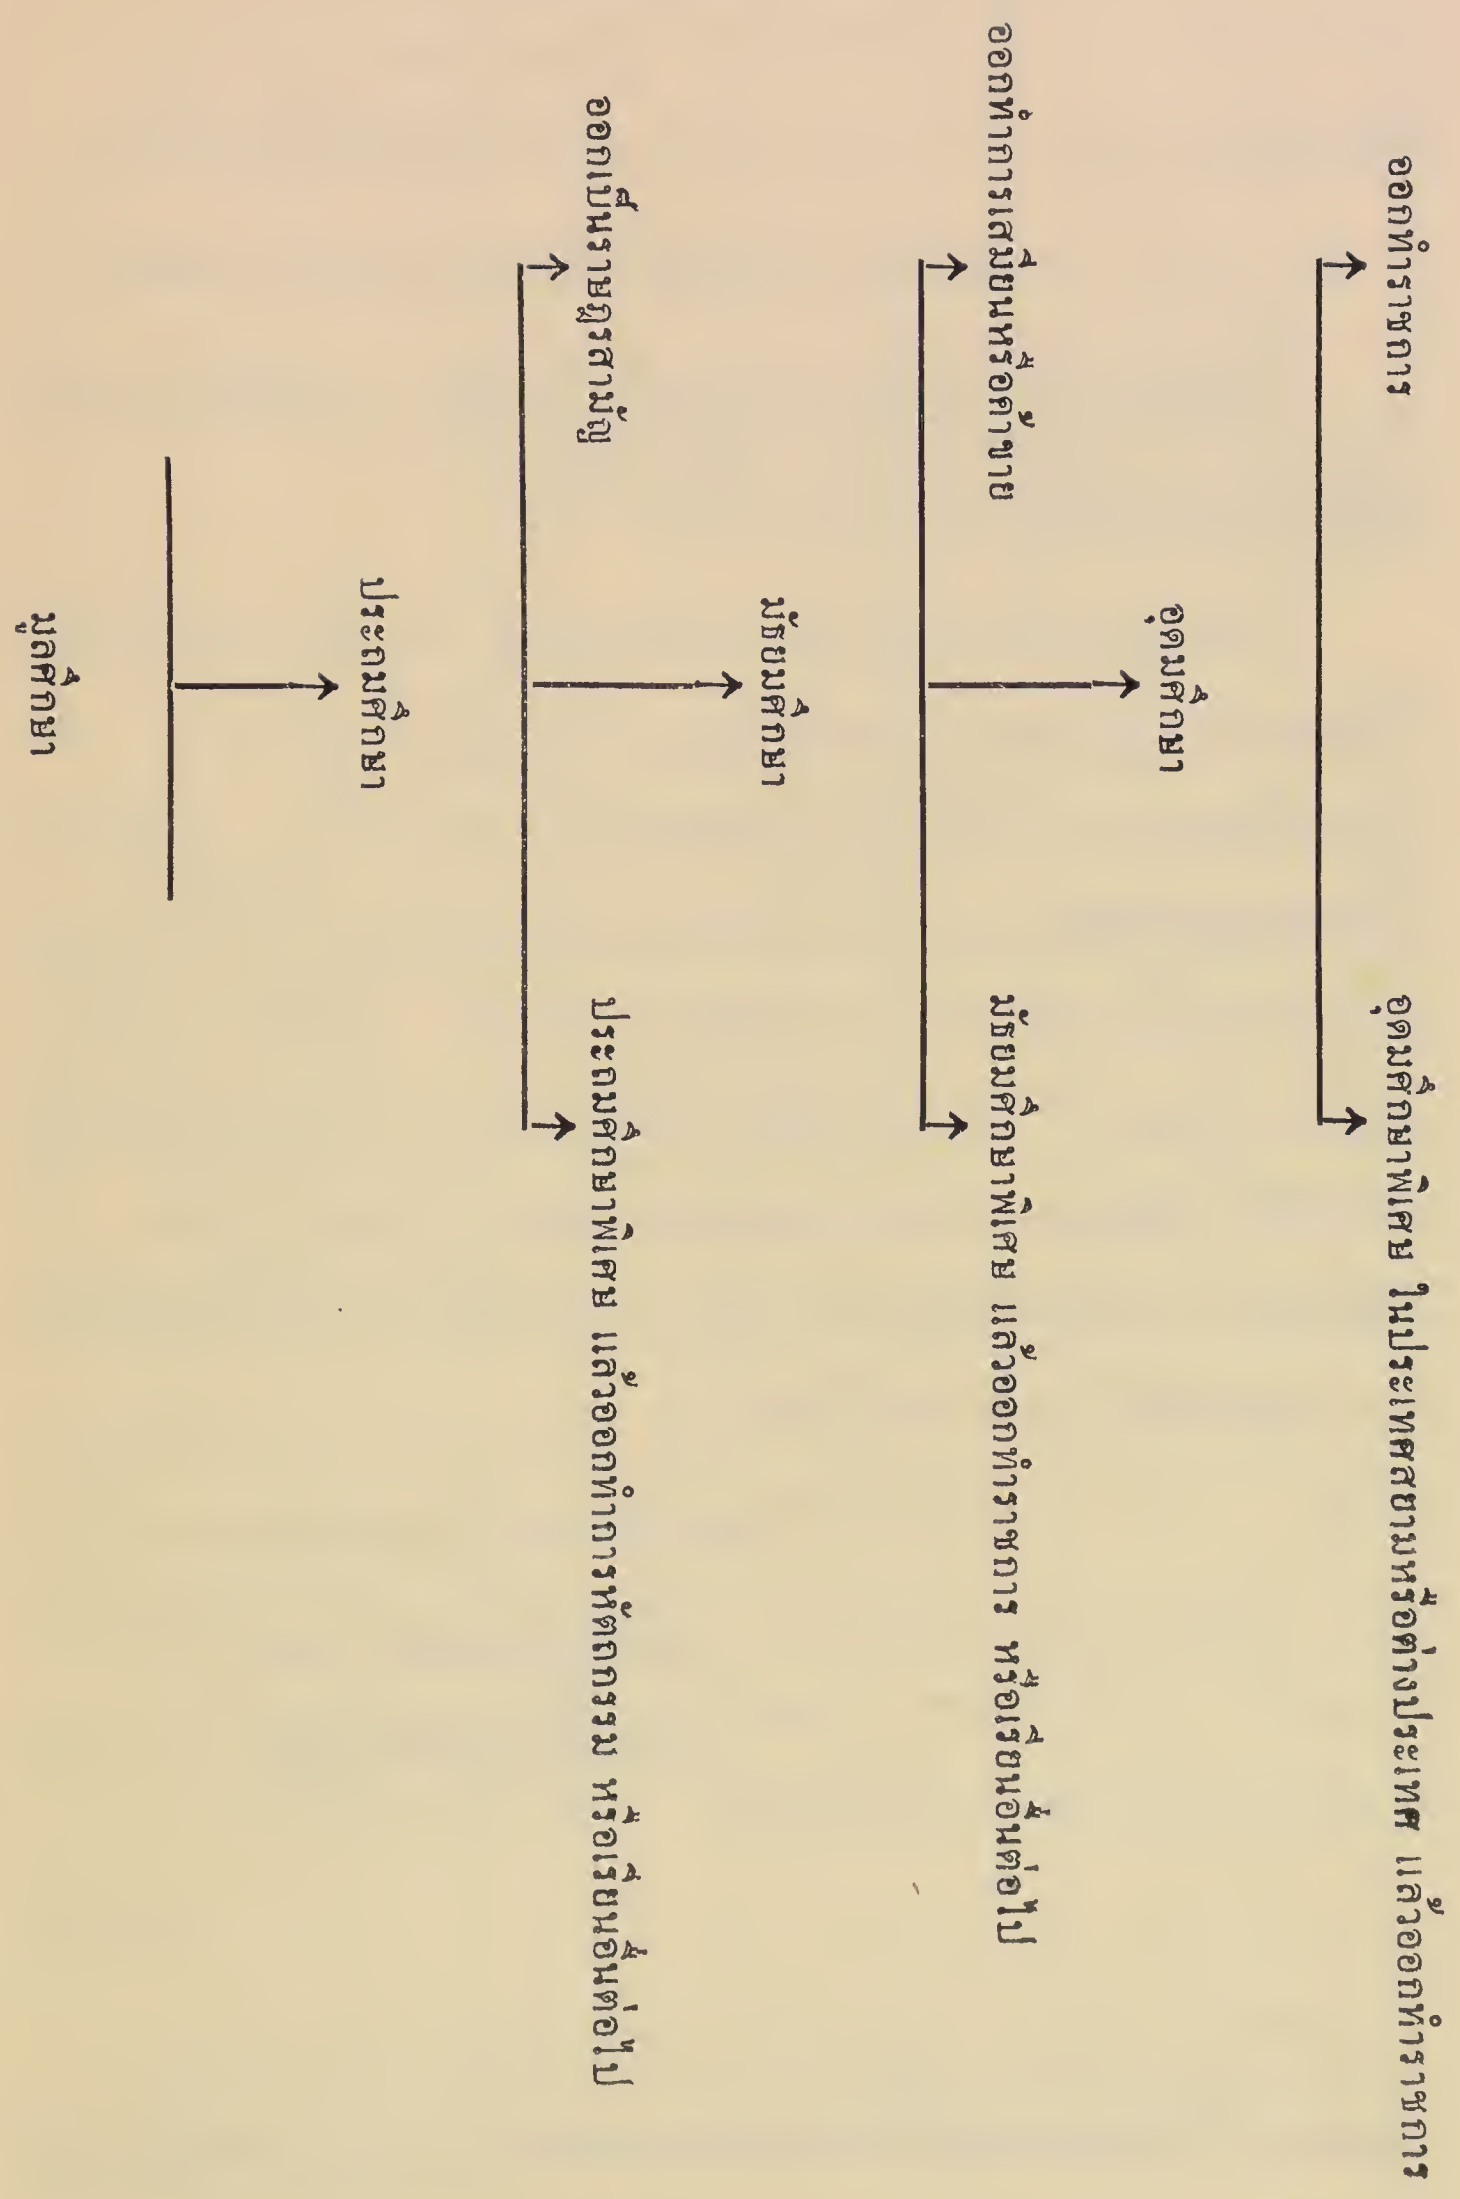 ออกทำราชการ
อุดมศึกษาพิเศษ ในประเทศสยามหรือต่างประเทศ แล้วออกทำราชการ
อุดมศึกษา
ออกทำการเสมียนหรือค้าขาย
มัธยมศึกษาพิเศษ แล้วออกทำราชการ หรือเรียนอื่นต่อไป
มัธยมศึกษา
ออกเป็นราษฎรสามัญ
ประถมศึกษาพิเศษ แล้วออกทำการหัตถกรรม หรือเรียนอื่นต่อไป
ประถมศึกษา
มูลศึกษา